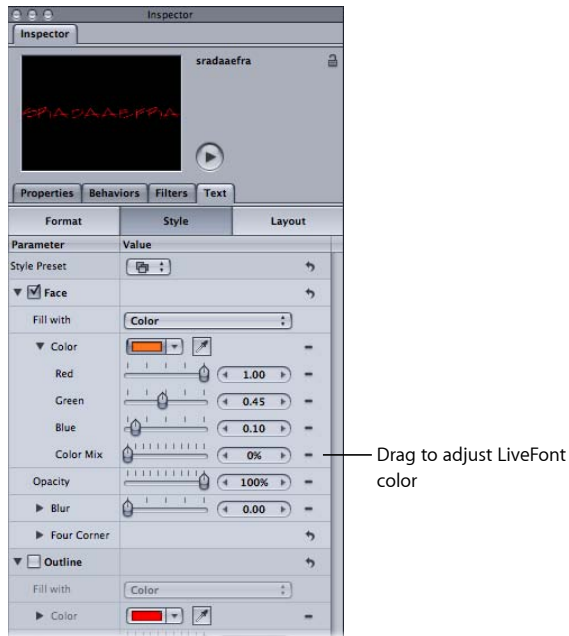 Inspector
Inspector
sradaaefra
SRADAAEFRA
Properties Behaviors Filters Text
Format Style Layout
Parameter Value
Style Preset
Face
Fill with Color
Color
Red 1.00
Green 0.45
Blue 0.10
Color Mix 0%
Drag to adjust LiveFont
color
Opacity 100%
Blur 0.00
Four Corner
Outline
Fill with Color
Color